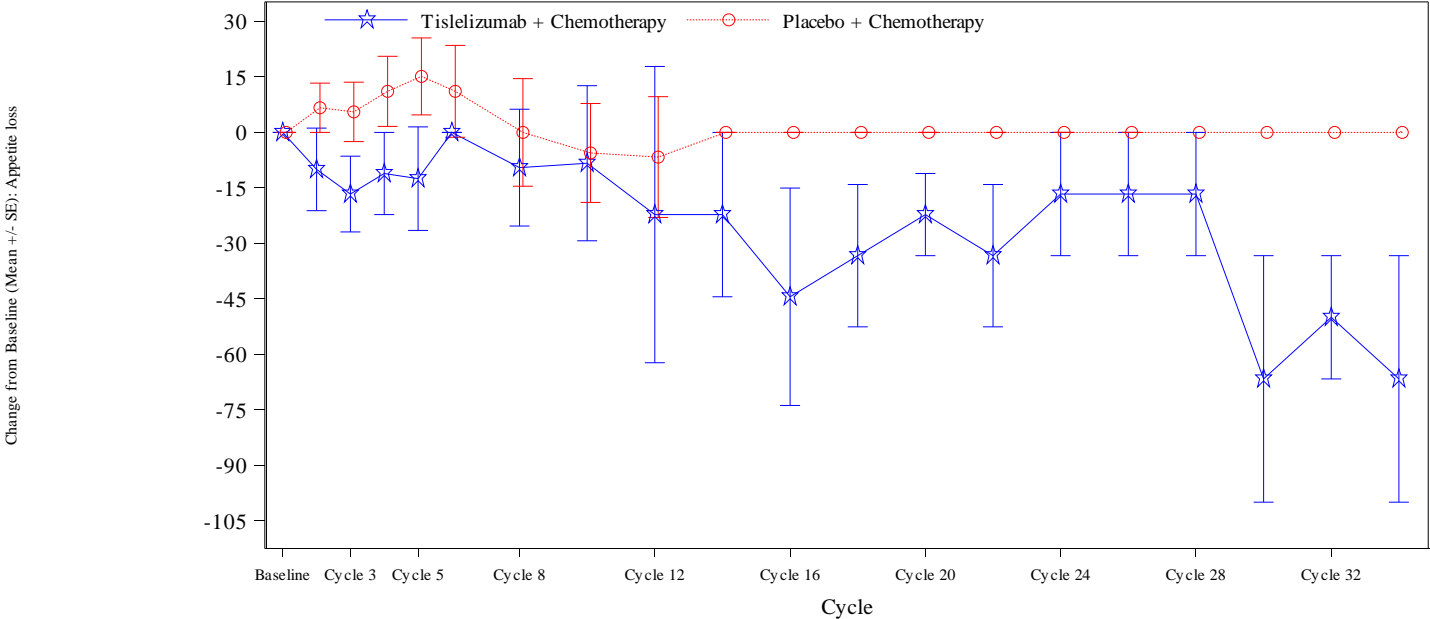 Tislelizumab + Chemotherapy
Placebo + Chemotherapy
Change from Baseline (Mean +/- SE): Appetite loss
30
15
0
-15
-30
-45
-60
-75
-90
-105
Baseline Cycle 3 Cycle 5 Cycle 8 Cycle 12 Cycle 16 Cycle 20 Cycle 24 Cycle 28 Cycle 32
Cycle